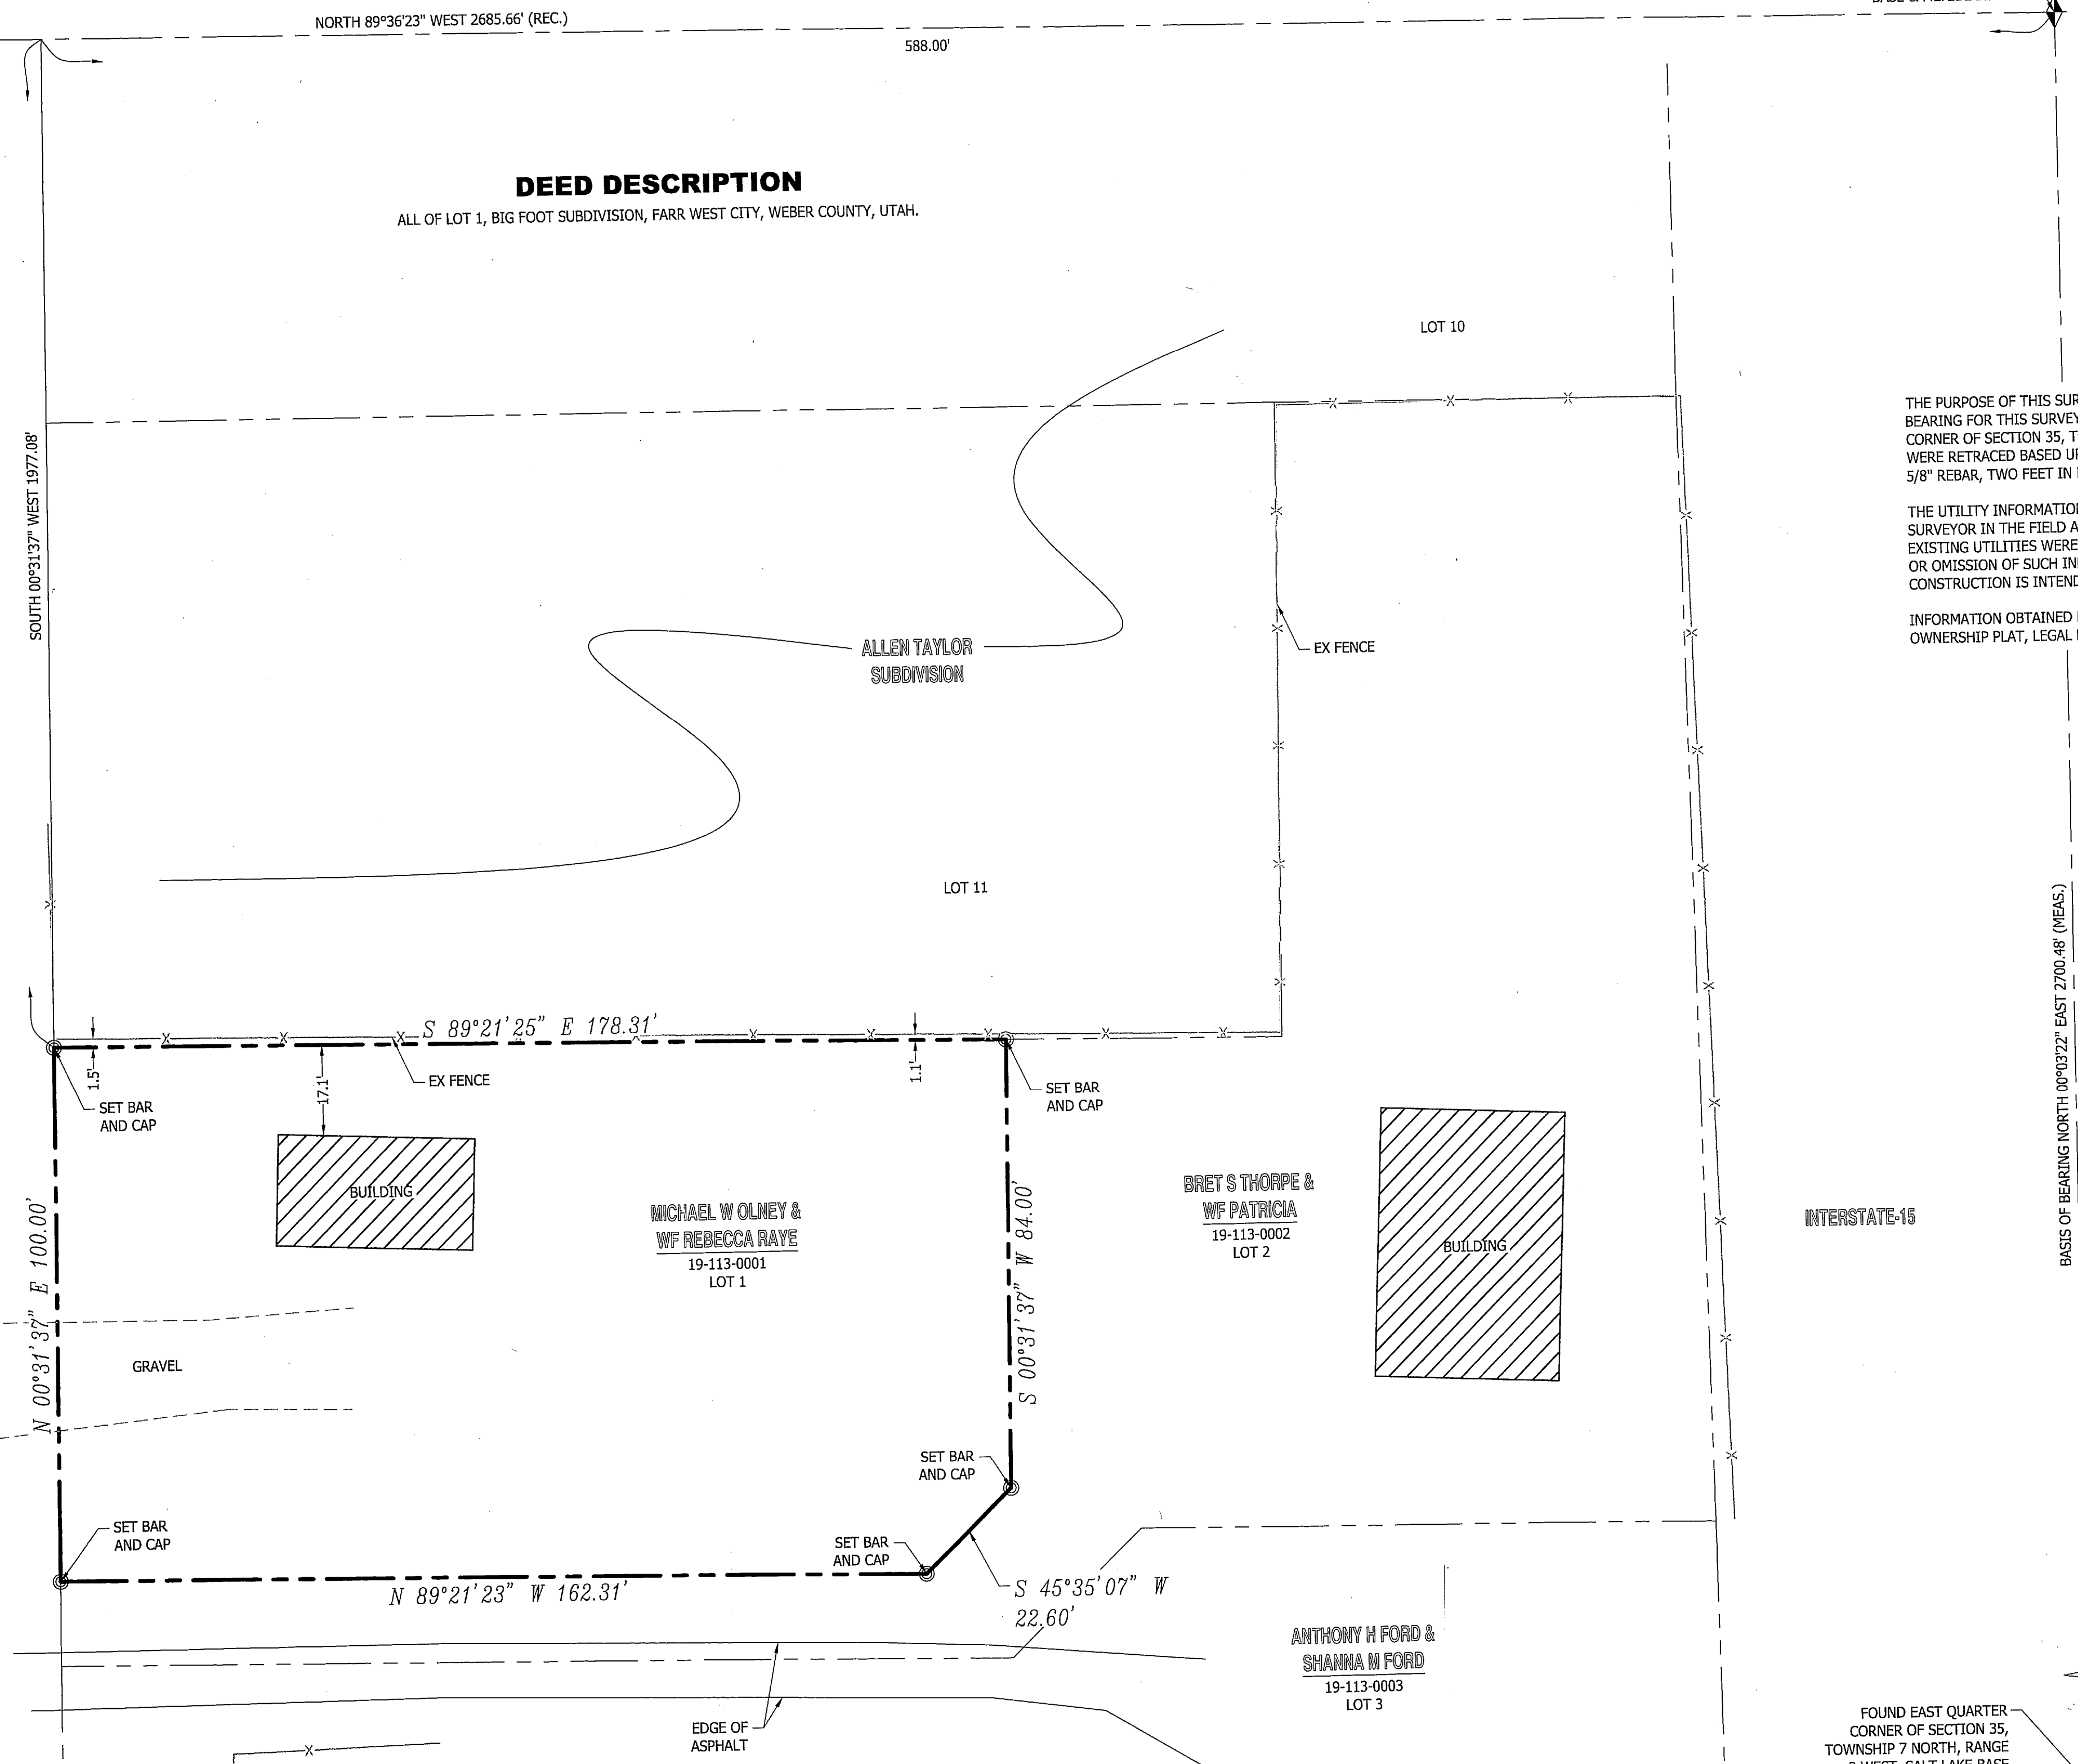 NORTH 89°36'23" WEST 2685.66' (REC.)
588.00'
DEED DESCRIPTION
ALL OF LOT 1, BIG FOOT SUBDIVISION, FARR WEST CITY, WEBER COUNTY, UTAH.
LOT 10
SOUTH 00°31'37" WEST 1977.08'
THE PURPOSE OF THIS
BEARING FOR THIS SURVEY
CORNER OF SECTION 35,
WERE RETRACED BASED
5/8" REBAR, TWO FEET IN
THE UTILITY
SURVEYOR IN THE FIELD
EXISTING UTILITIES WERE
OR OMISSION OF SUCH
CONSTRUCTION IS
INFORMATION OBTAINED
OWNERSHIP PLAT, LEGAL
ALLEN TAYLOR
SUBDIVISION
EX FENCE
LOT 11
BASIS OF BEARING NORTH 00°03'22" EAST 2700.48' (MEAS.)
S 89°21'25" E 178.31'
1.5'
17.1'
EX FENCE
1.1'
SET BAR
AND CAP
SET BAR
AND CAP
BUILDING
MICHAEL W OLNEY &
WF REBECCA RAYE
19-113-0001
LOT 1
BRET S THORPE &
WF PATRICIA
19-113-0002
LOT 2
BUILDING
INTERSTATE-15
N 00°31'37" E 100.00'
S 00°31'37" W 84.00'
GRAVEL
SET BAR
AND CAP
SET BAR
AND CAP
SET BAR
AND CAP
N 89°21'23" W 162.31'
S 45°35'07" W
22.60'
ANTHONY H FORD &
SHANNA M FORD
19-113-0003
LOT 3
EDGE OF
ASPHALT
FOUND EAST QUARTER
CORNER OF SECTION 35,
TOWNSHIP 7 NORTH, RANGE